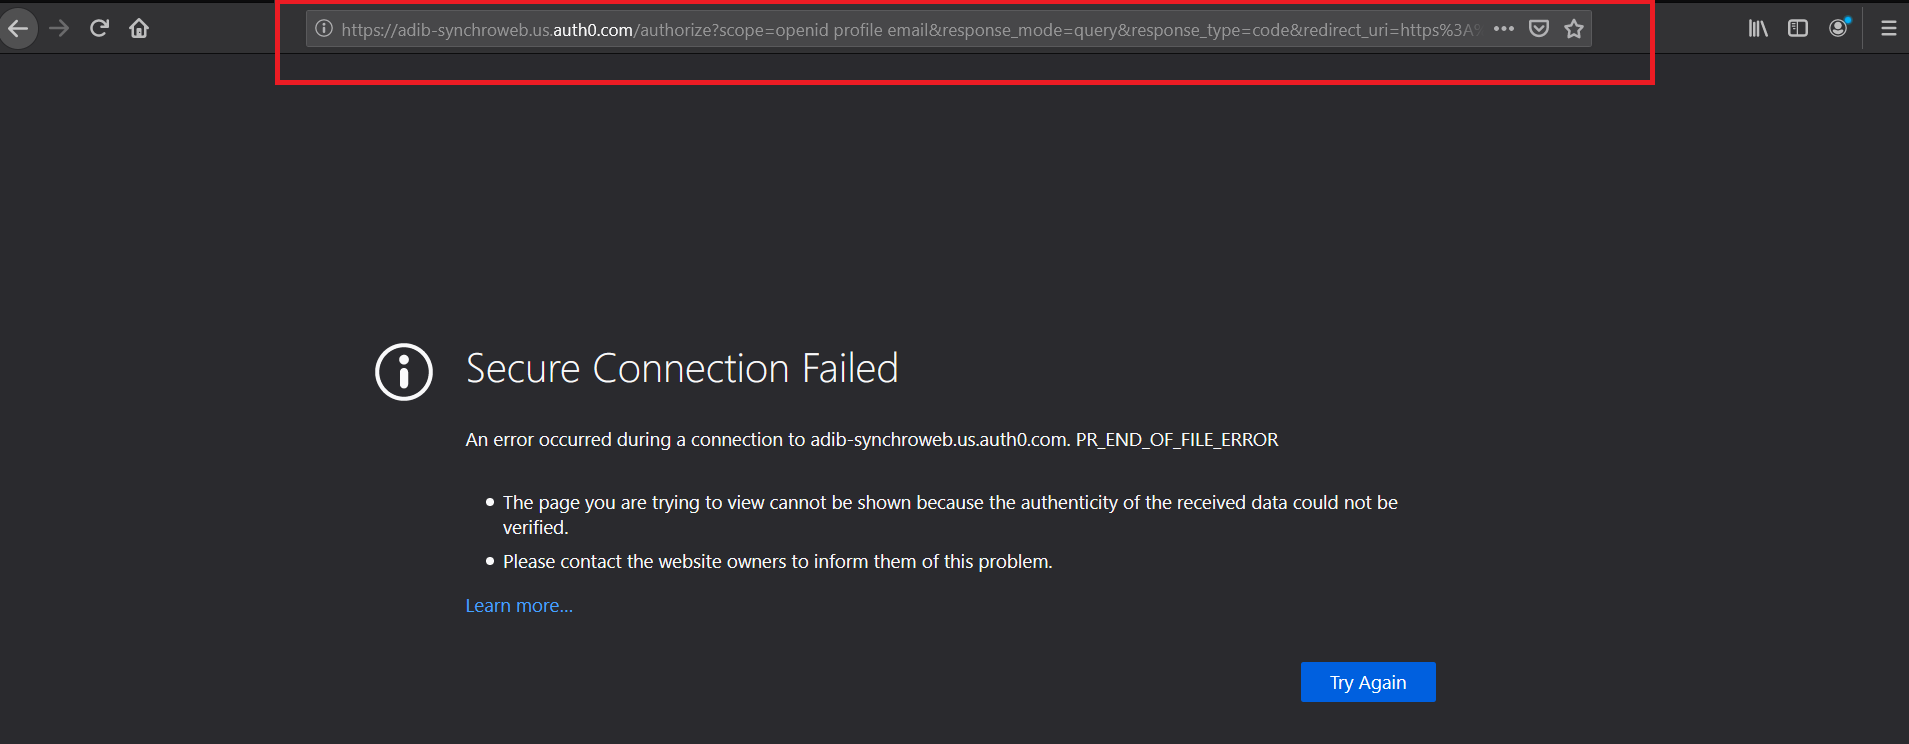 https://adib-synchroweb.us.auth0.com/authorize?scope=openid profile email&response_mode=query&response_type=code&redirect_uri=https%3A%
Secure Connection Failed
An error occurred during a connection to adib-synchroweb.us.auth0.com. PR_END_OF_FILE_ERROR
The page you are trying to view cannot be shown because the authenticity of the received data could not be
verified.
Please contact the website owners to inform them of this problem.
Learn more...
Try Again